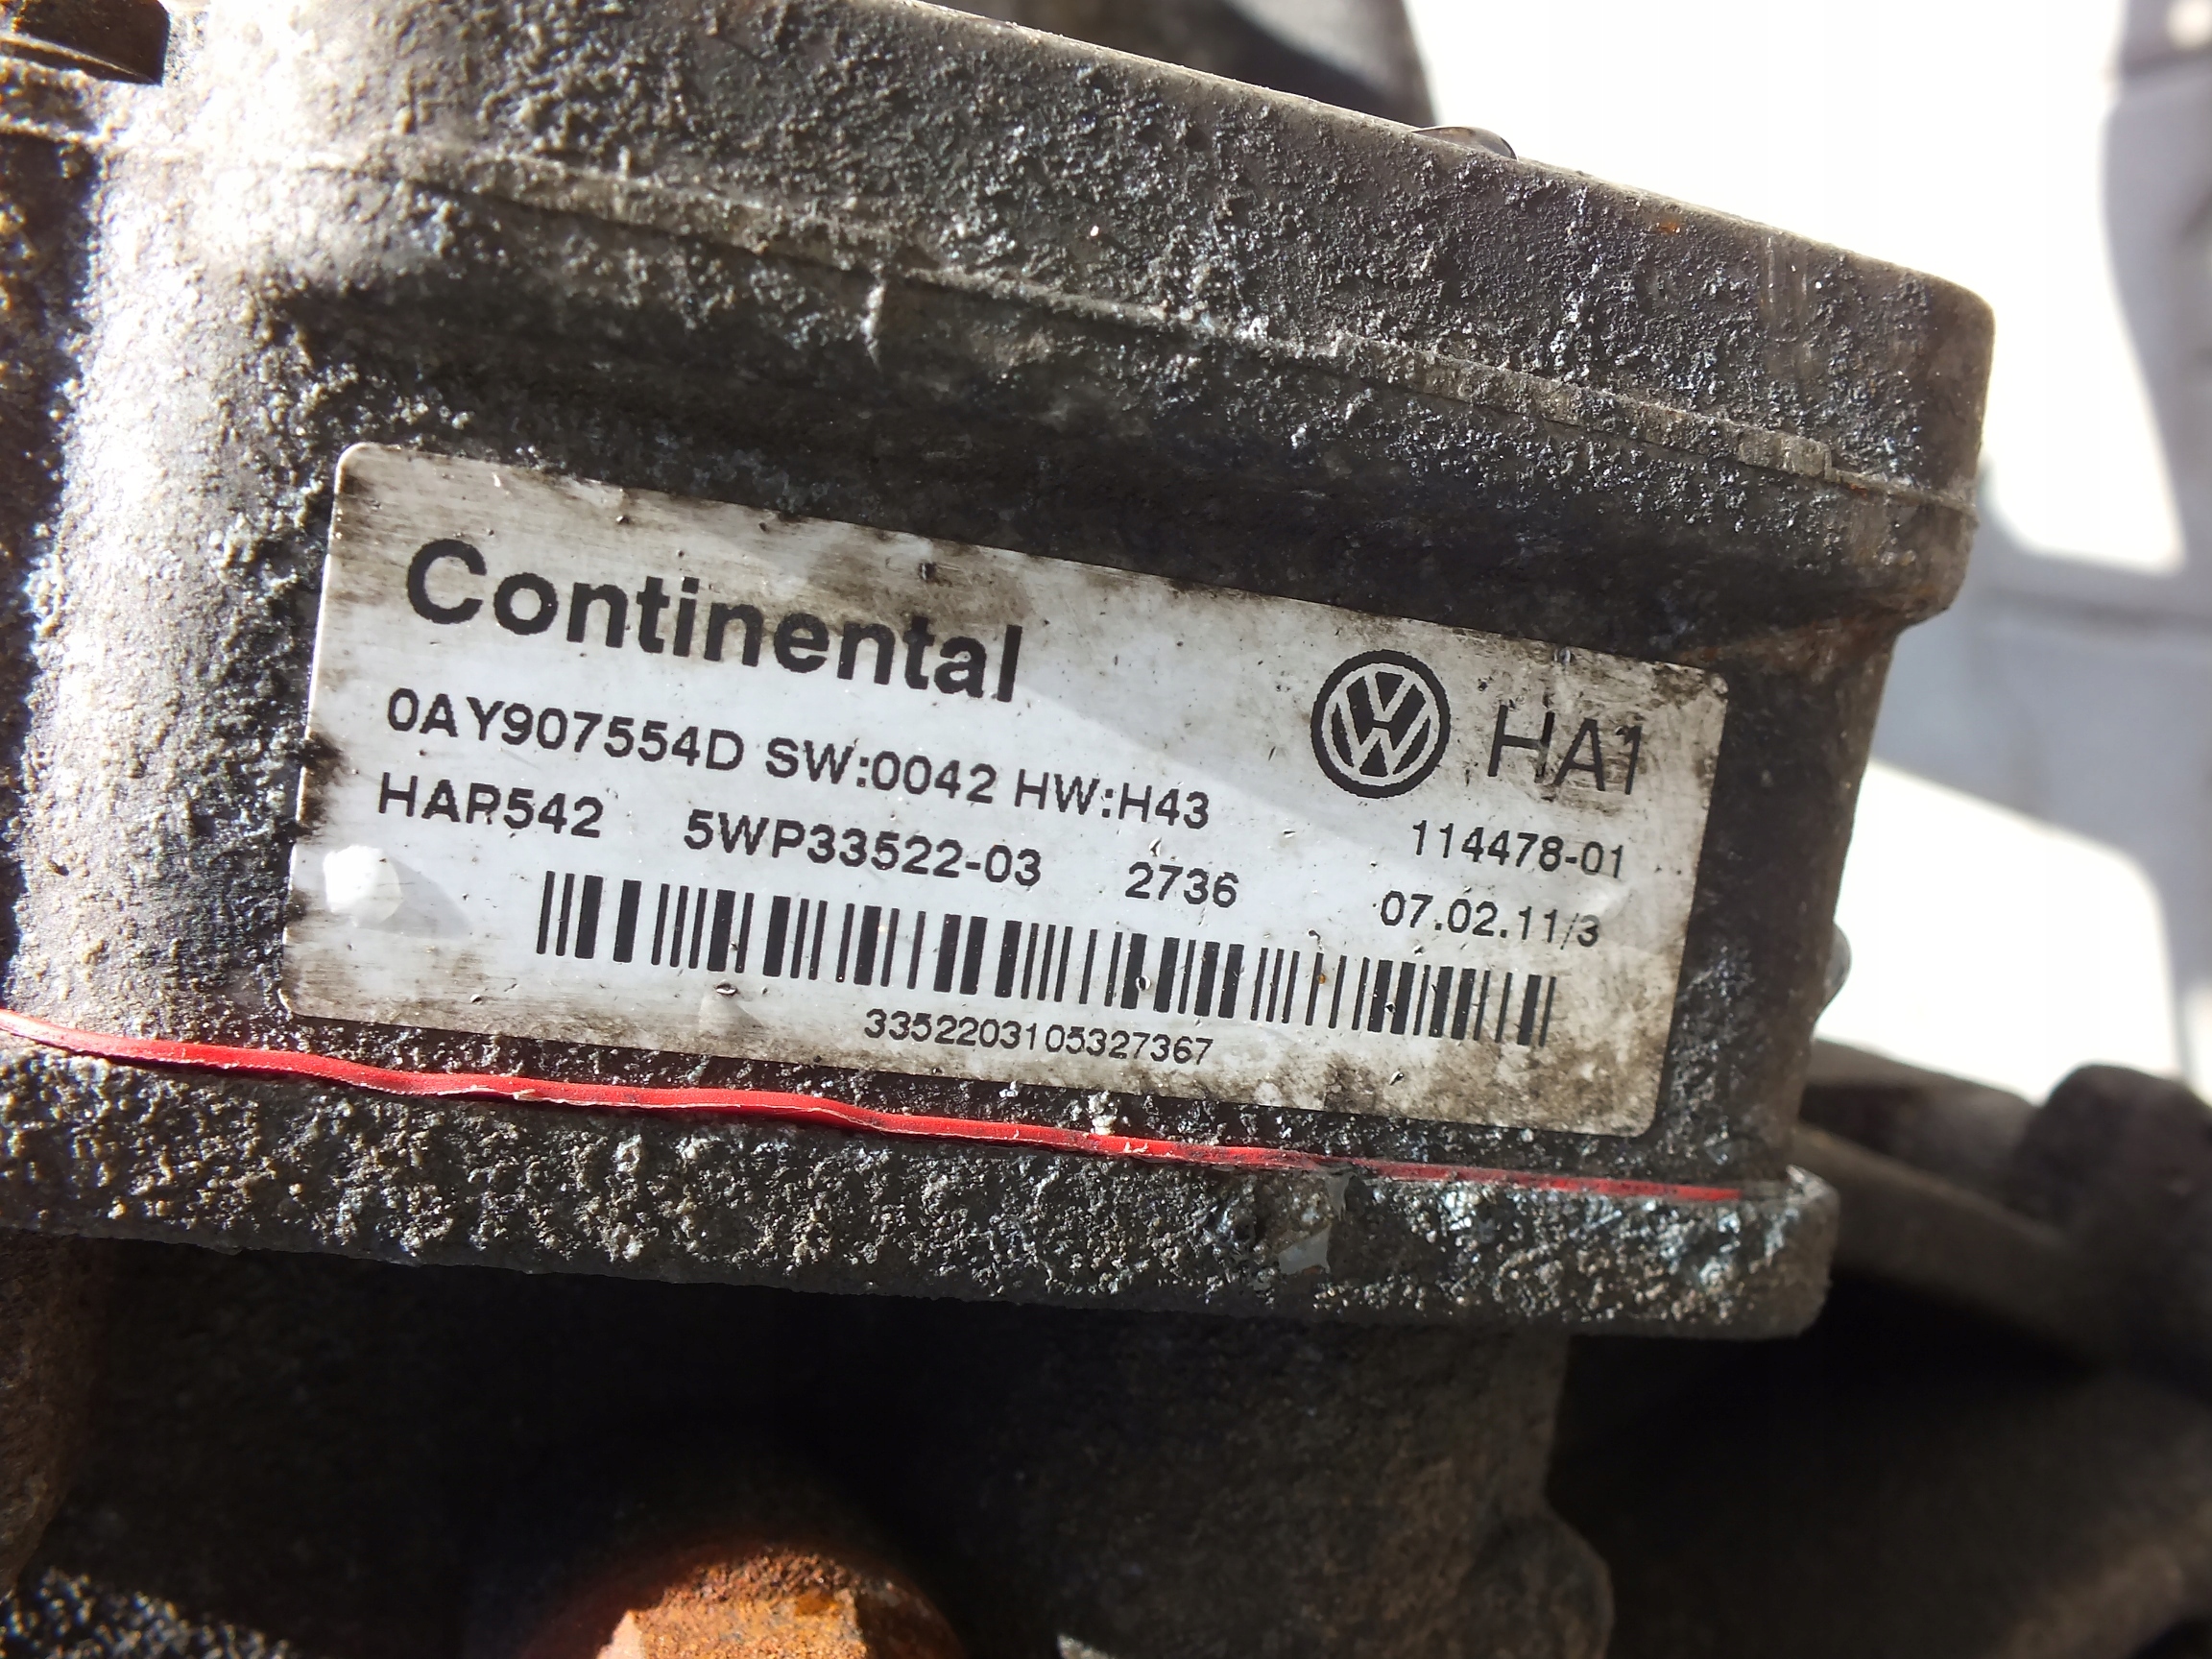 Continental
HA1
0AY907554D SW:0042 HW:H43
114478-01
HAR542 5WP33522-03 2736 07.02.11/3
3352203105327367